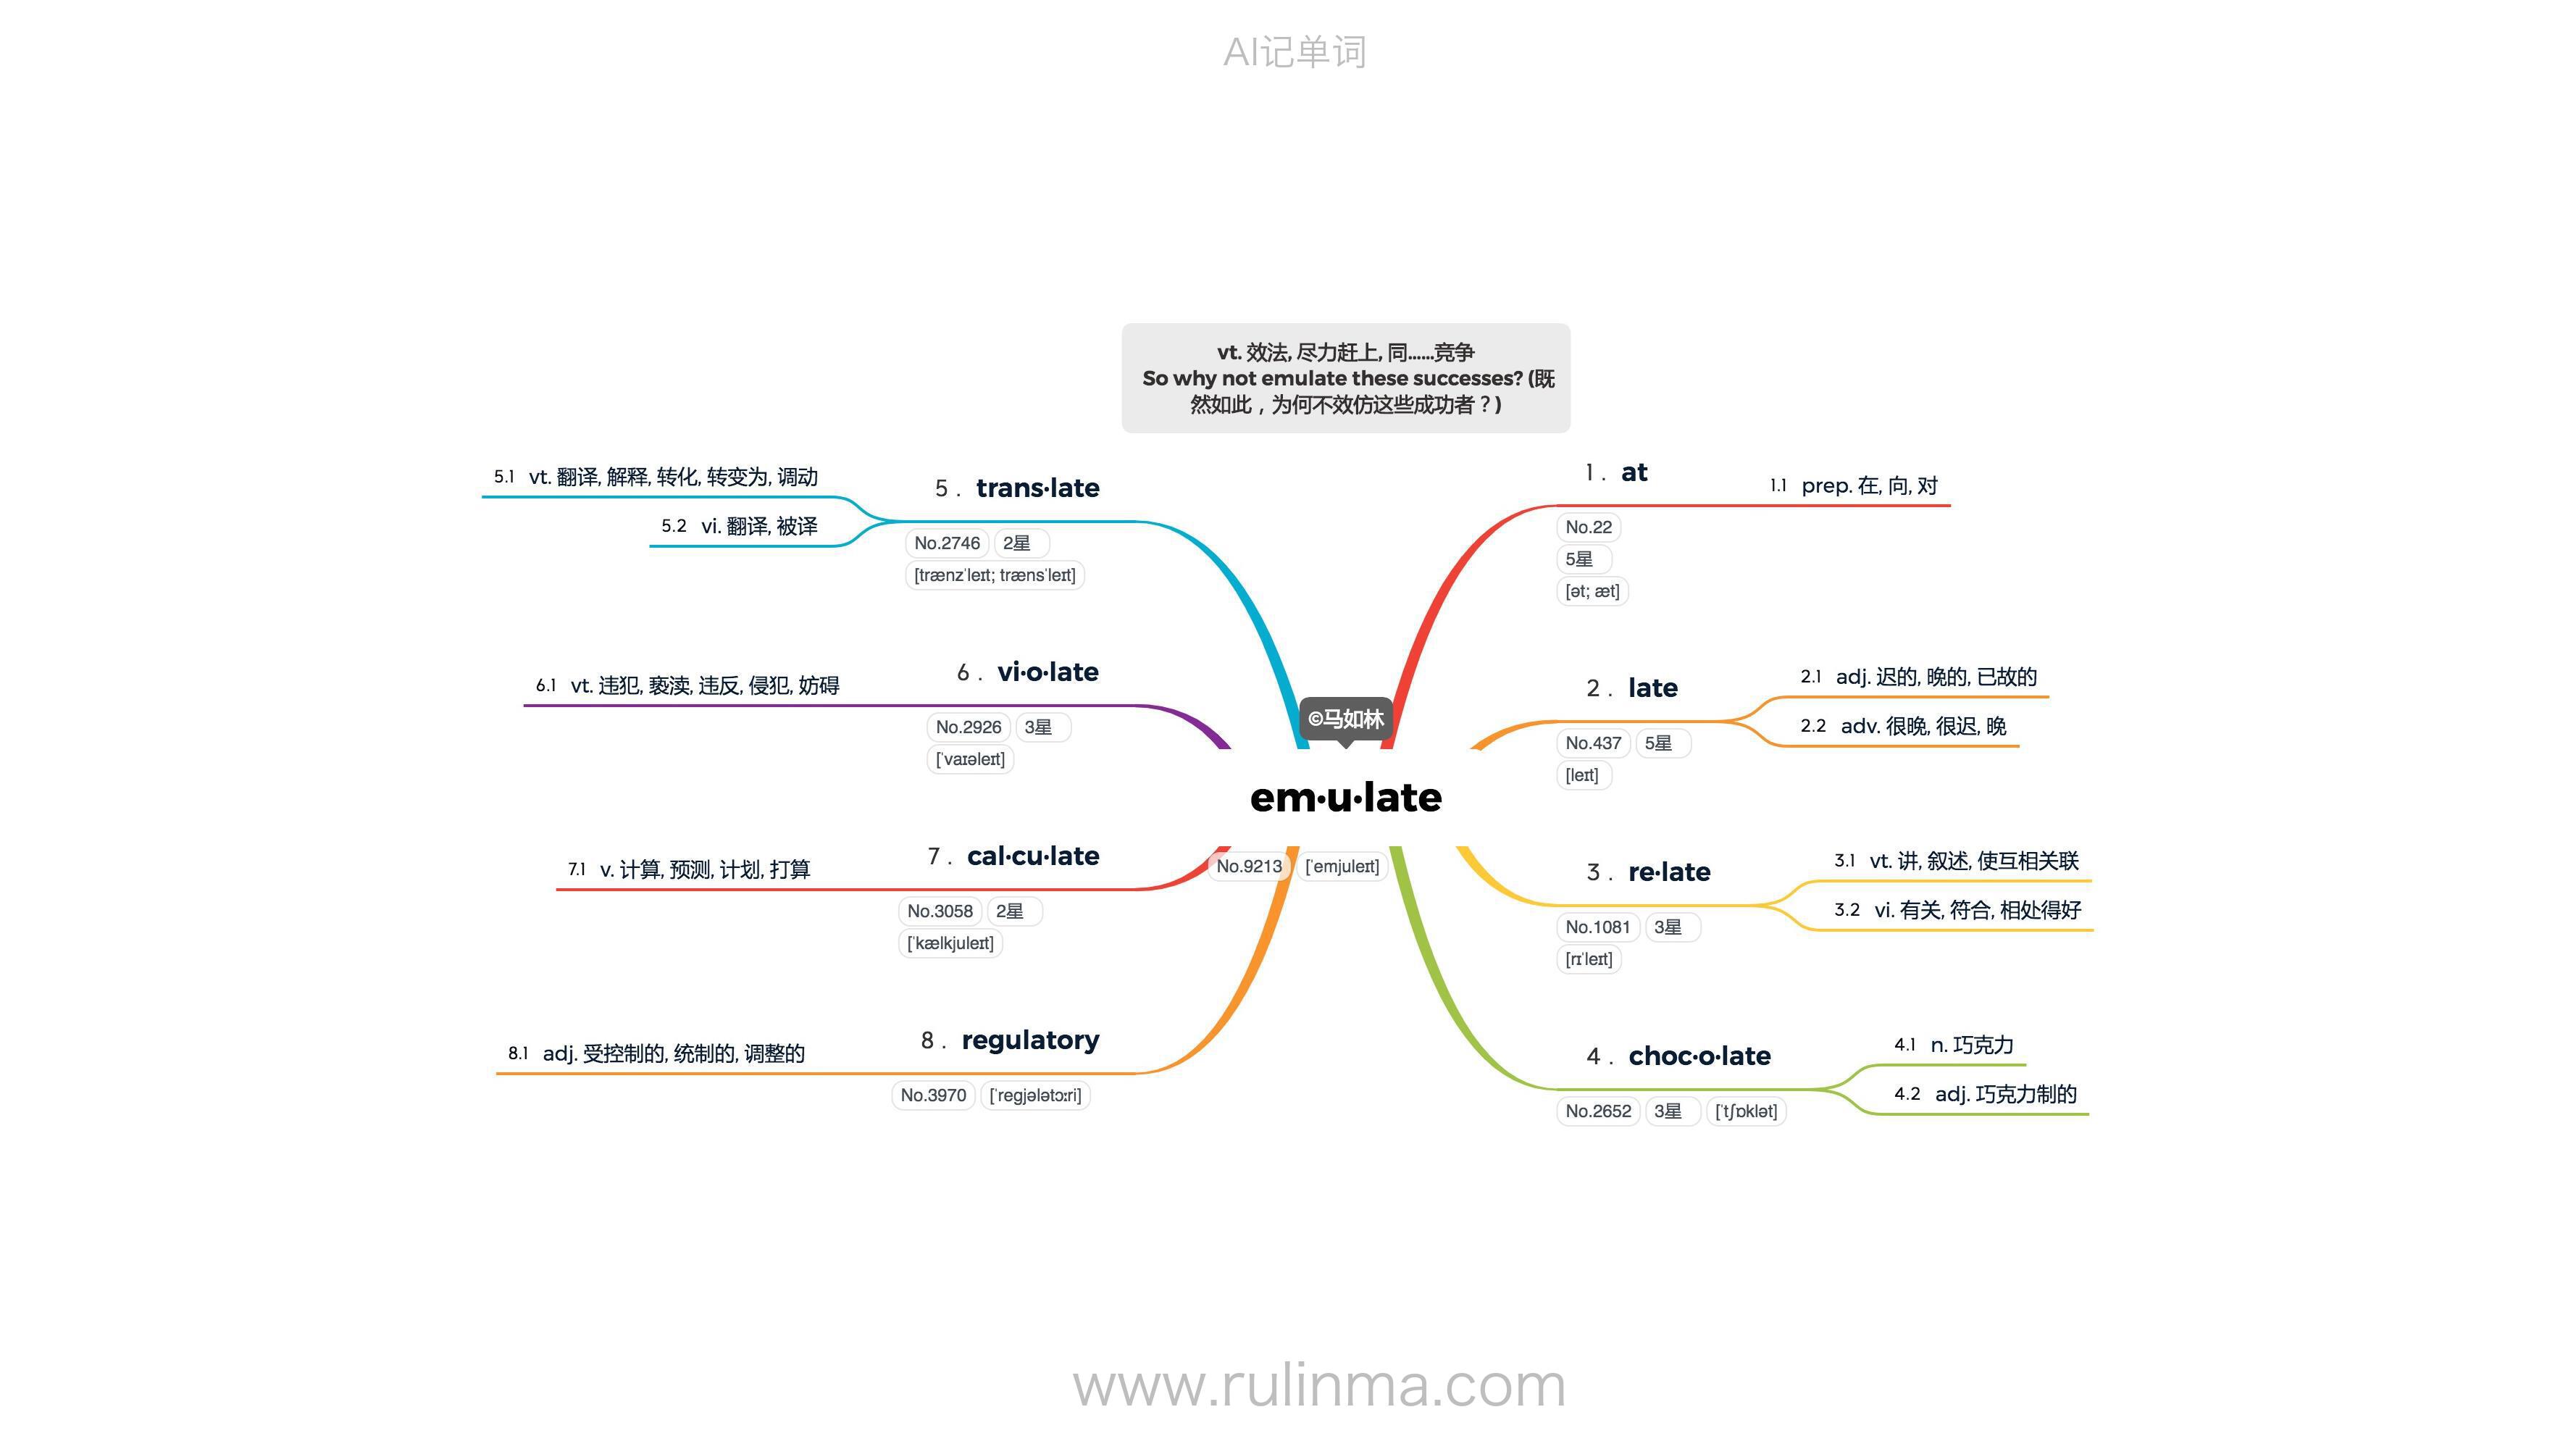 AI记单词
vt. 效法, 尽力赶上, 同……竞争
So why not emulate these successes? (既
然如此，为何不效仿这些成功者？)
©马如林
em·u·late
No.9213 [ˈemjuleɪt]
1. at
No.22
5星
[ət; æt]
1.1 prep. 在, 向, 对
2. late
No.437 5星
[leɪt]
2.1 adj. 迟的, 晚的, 已故的
2.2 adv. 很晚, 很迟, 晚
3. re·late
No.1081 3星
[rɪˈleɪt]
3.1 vt. 讲, 叙述, 使互相关联
3.2 vi. 有关, 符合, 相处得好
4. choc·o·late
No.2652 3星 [ˈtʃɒklət]
4.1 n. 巧克力
4.2 adj. 巧克力制的
5. trans·late
No.2746 2星
[trænzˈleɪt; trænsˈleɪt]
5.1 vt. 翻译, 解释, 转化, 转变为, 调动
5.2 vi. 翻译, 被译
6. vi·o·late
No.2926 3星
[ˈvaɪəleɪt]
6.1 vt. 违犯, 亵渎, 违反, 侵犯, 妨碍
7. cal·cu·late
No.3058 2星
[ˈkælkjuleɪt]
7.1 v. 计算, 预测, 计划, 打算
8. regulatory
No.3970 [ˈregjələtɔːri]
8.1 adj. 受控制的, 统制的, 调整的
www.rulinma.com